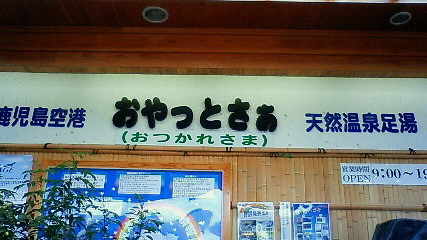 鹿児島空港 おやっとさぁ 天然温泉足湯
(おつかれさま)
営業時間
OPEN 9:00～19